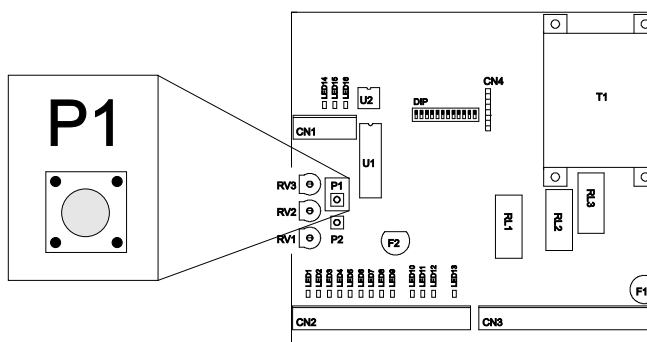 P1
LED14
LED15
LED16
U2
CN1
U1
DIP
CN4
T1
RV3
RV2
RV1
P1
P2
F2
RL1
RL2
RL3
F1
LED1
LED2
LED3
LED4
LED5
LED6
LED7
LED8
LED9
LED10
LED11
LED12
LED13
CN2
CN3